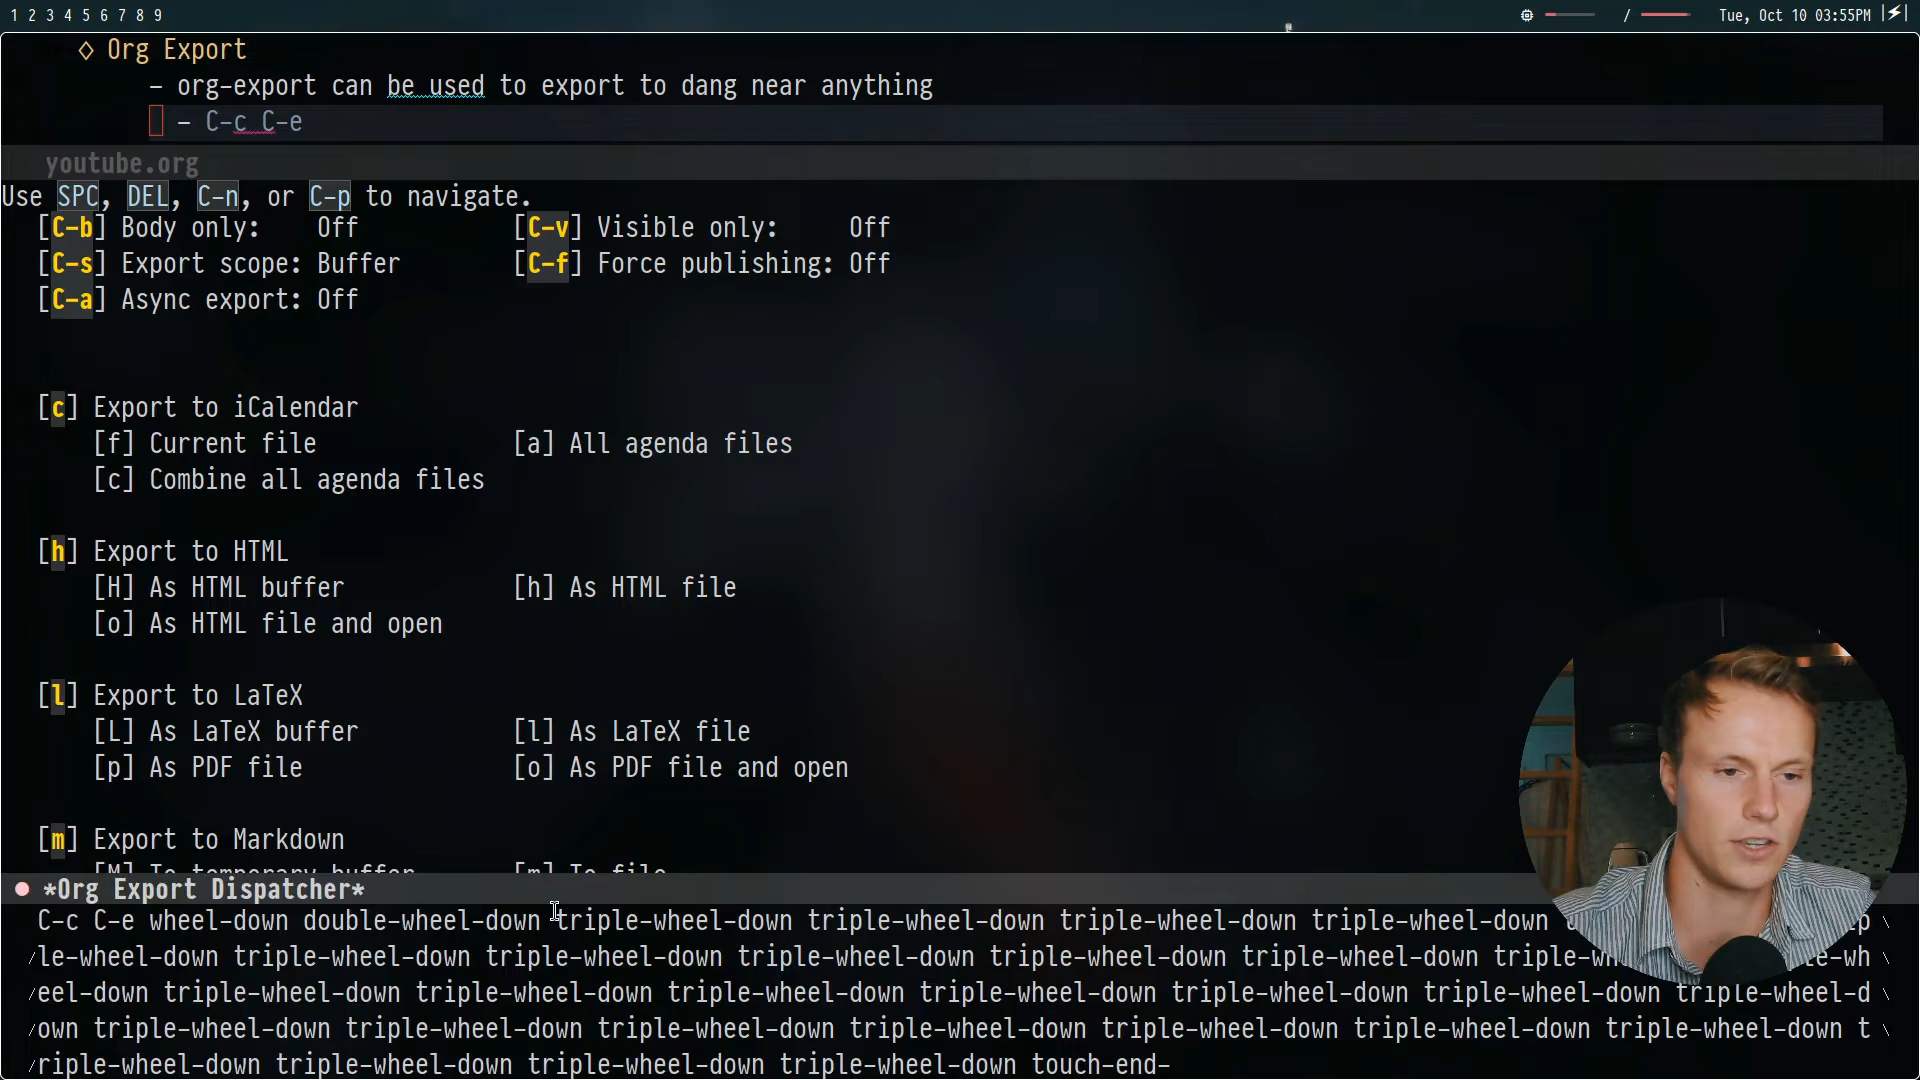 1 2 3 4 5 6 7 8 9 / Tue, Oct 10 03:55PM
◇ Org Export
– org-export can be used to export to dang near anything
– C-c C-e
youtube.org
Use SPC, DEL, C-n, or C-p to navigate.
[C-b] Body only: Off [C-v] Visible only: Off
[C-s] Export scope: Buffer [C-f] Force publishing: Off
[C-a] Async export: Off
[c] Export to iCalendar
[f] Current file [a] All agenda files
[c] Combine all agenda files
[h] Export to HTML
[H] As HTML buffer [h] As HTML file
[o] As HTML file and open
[l] Export to LaTeX
[L] As LaTeX buffer [l] As LaTeX file
[p] As PDF file [o] As PDF file and open
[m] Export to Markdown
[M] To temporary buffer [m] To file
*Org Export Dispatcher*
C-c C-e wheel-down double-wheel-down triple-wheel-down triple-wheel-down triple-wheel-down triple-wheel-down
le-wheel-down triple-wheel-down triple-wheel-down triple-wheel-down triple-wheel-down triple-wheel-down
eel-down triple-wheel-down triple-wheel-down triple-wheel-down triple-wheel-down triple-wheel-down triple-wheel-down triple-wheel-d
own triple-wheel-down triple-wheel-down triple-wheel-down triple-wheel-down triple-wheel-down triple-wheel-down triple-wheel-down t
riple-wheel-down triple-wheel-down triple-wheel-down triple-wheel-down touch-end-